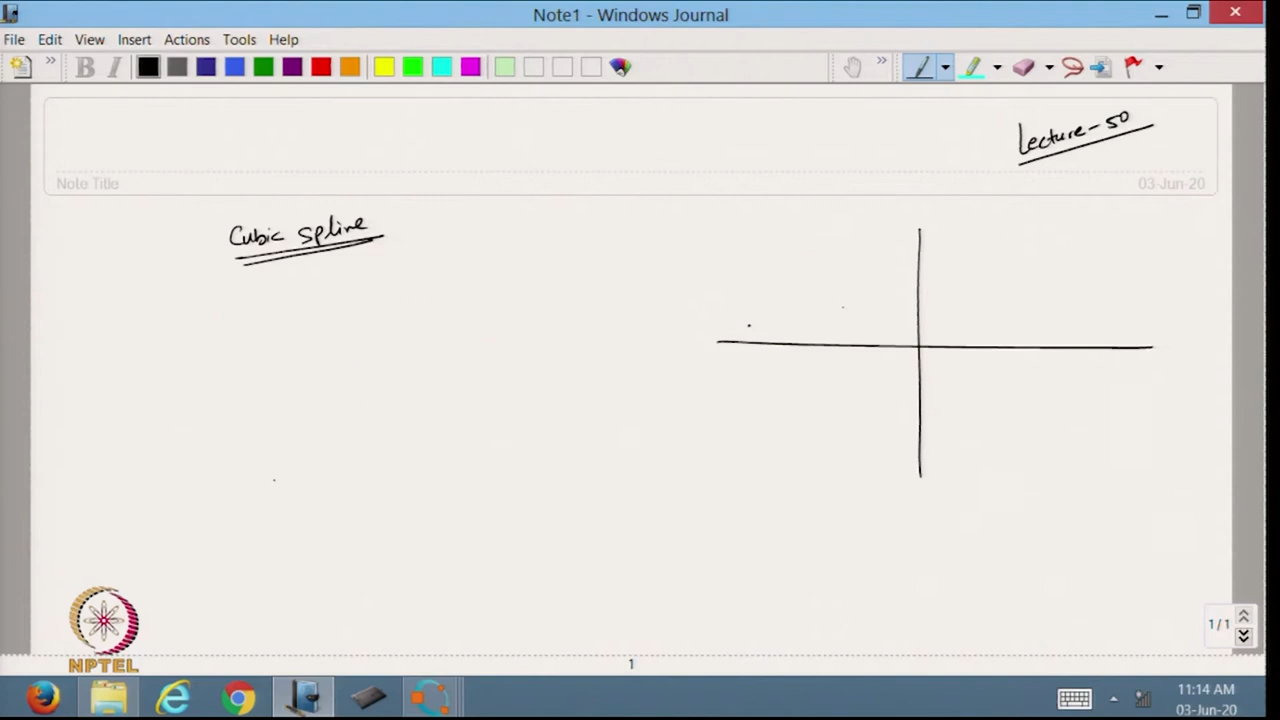 Note1 - Windows Journal
File Edit View Insert Actions Tools Help
B I
Lecture-50
Note Title
03-Jun-20
Cubic spline
1/1
NPTEL
1
11:14 AM
03-Jun-20